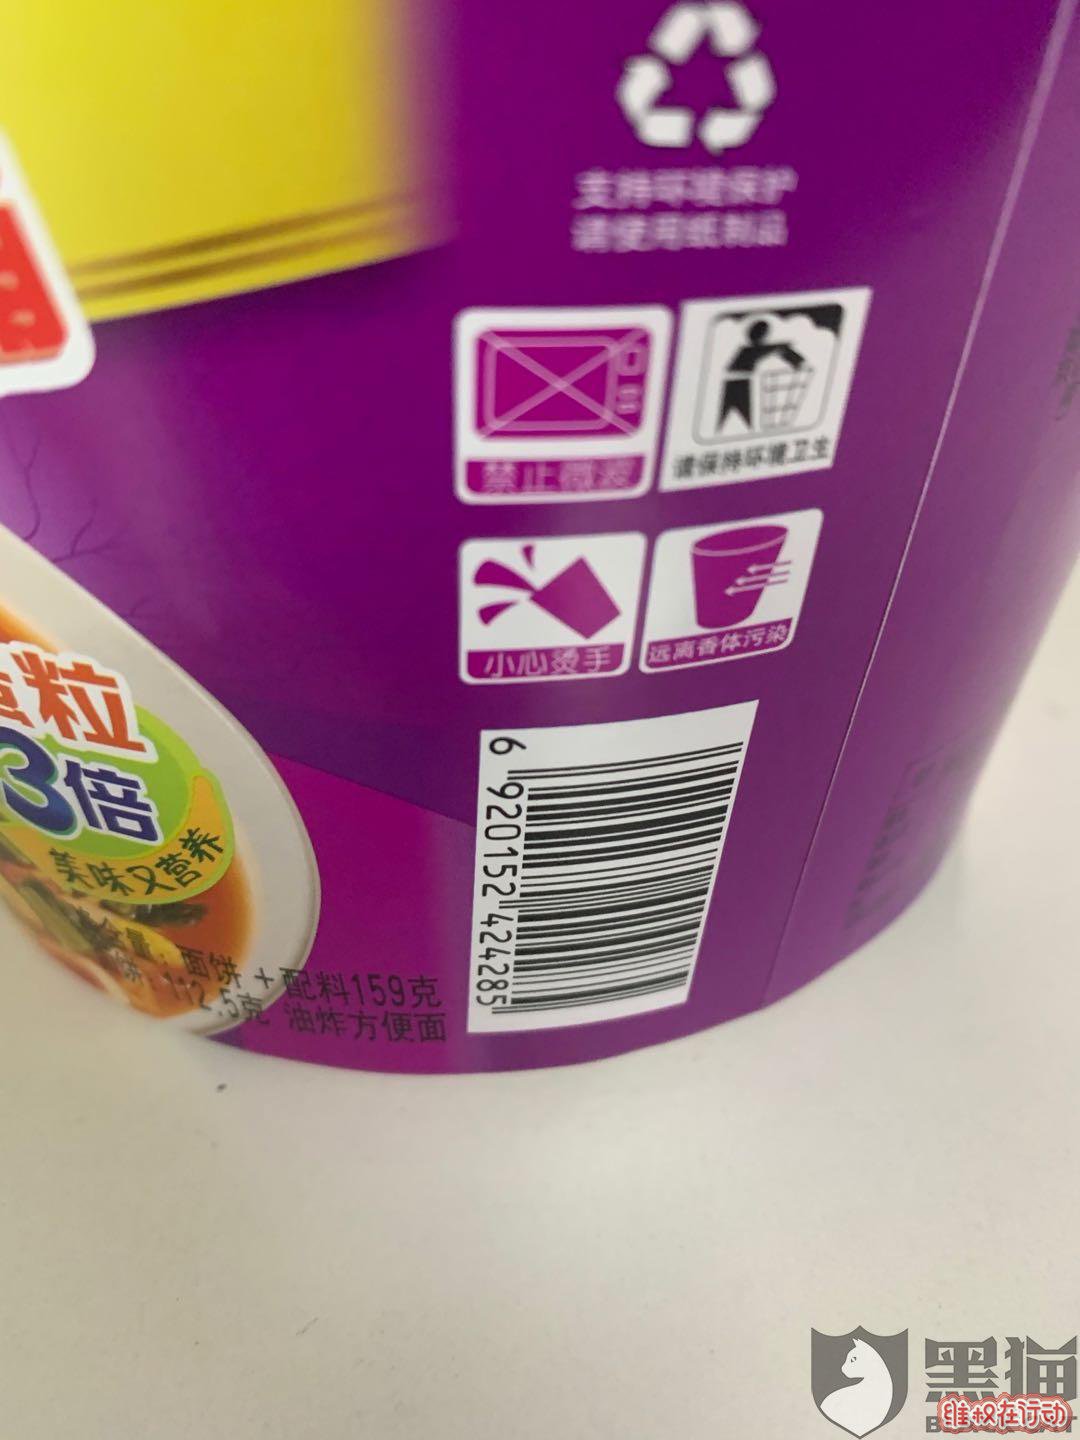 支持环境保护
请使用纸制品
禁止微波
请保持环境卫生
小心烫手
远离香体污染
粒
3倍
美味又营养
6 920152 424285
面饼+配料159克
油炸方便面
黑猫
维权在行动